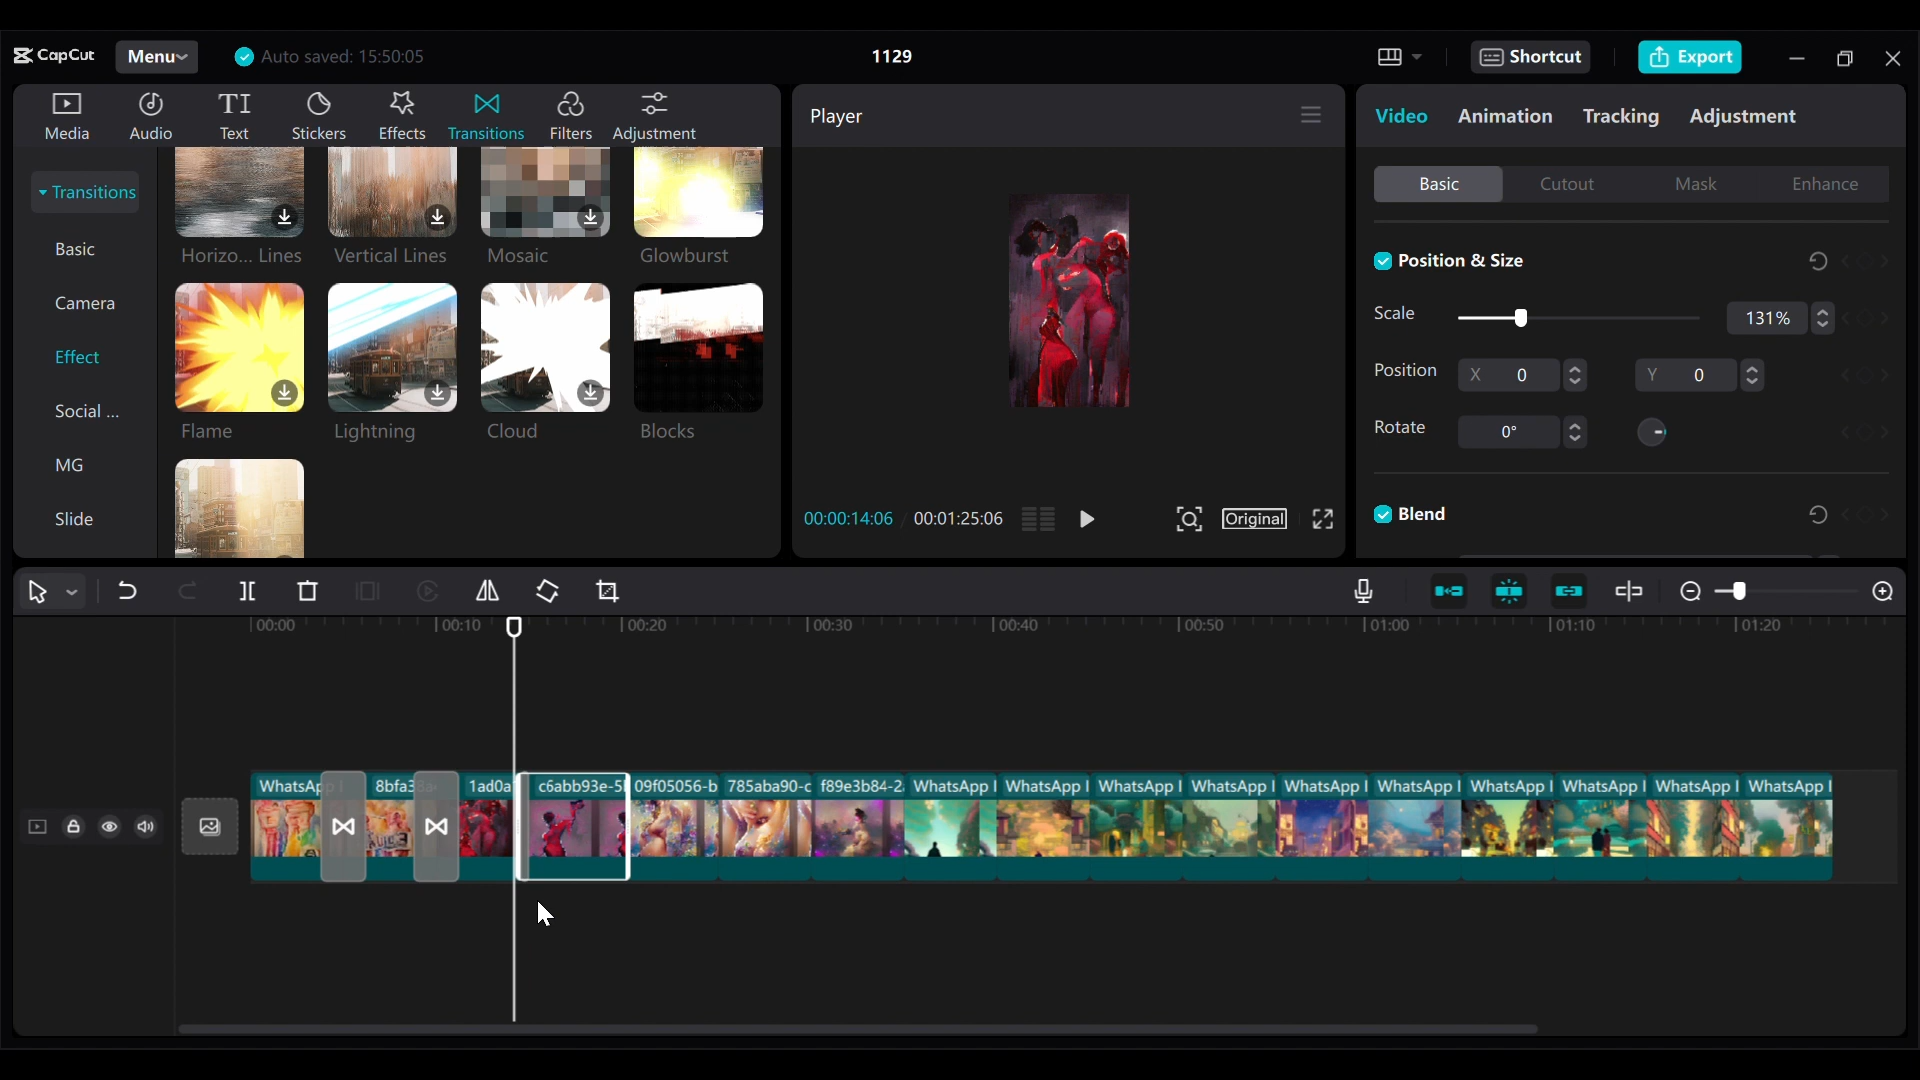 CapCut Menu Auto saved: 15:50:05 1129 Shortcut Export
Media Audio Text Stickers Effects Transitions Filters Adjustment
Transitions
Basic
Camera
Effect
Social ...
MG
Slide
Horizo... Lines Vertical Lines Mosaic Glowburst
Flame Lightning Cloud Blocks
Player
00:00:14:06 / 00:01:25:06 Original
Video Animation Tracking Adjustment
Basic Cutout Mask Enhance
Position & Size
Scale 131%
Position X 0 Y 0
Rotate 0°
Blend
00:00 00:10 00:20 00:30 00:40 00:50 01:00 01:10 01:20
WhatsApp I 8bfa3 1ad0a c6abb93e-5 09f05056-b 785aba90-c f89e3b84-2 WhatsApp I WhatsApp I WhatsApp I WhatsApp I WhatsApp I WhatsApp I WhatsApp I WhatsApp I WhatsApp I WhatsApp I